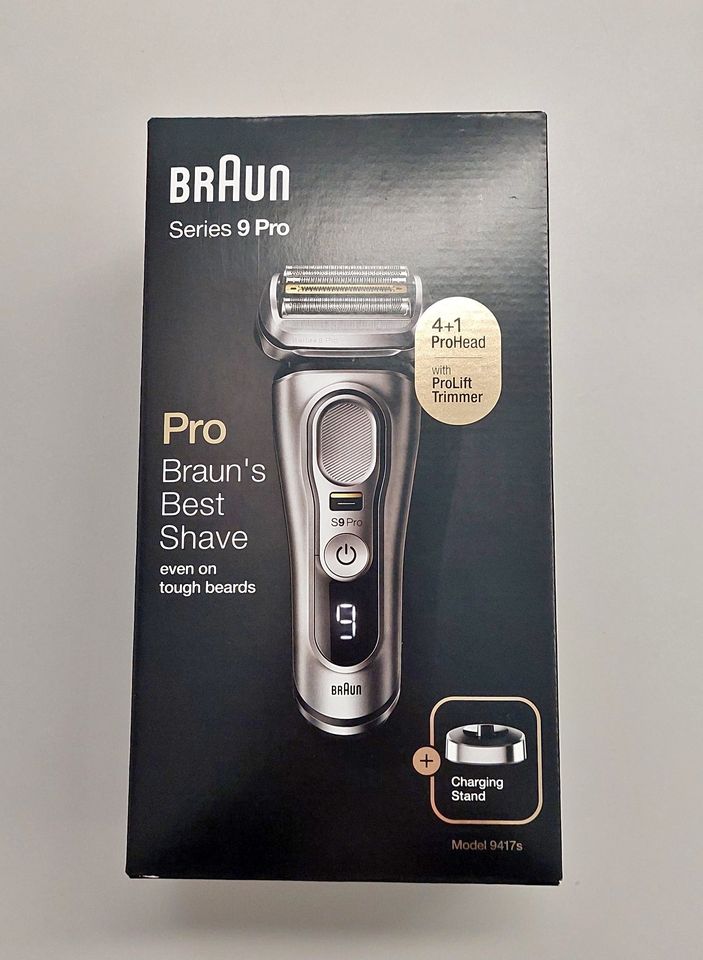 BRAUN
Series 9 Pro
4+1
ProHead
with
ProLift
Trimmer
Pro
Braun's
Best
Shave
even on
tough beards
S9 Pro
9
BRAUN
+
Charging
Stand
Model 9417s